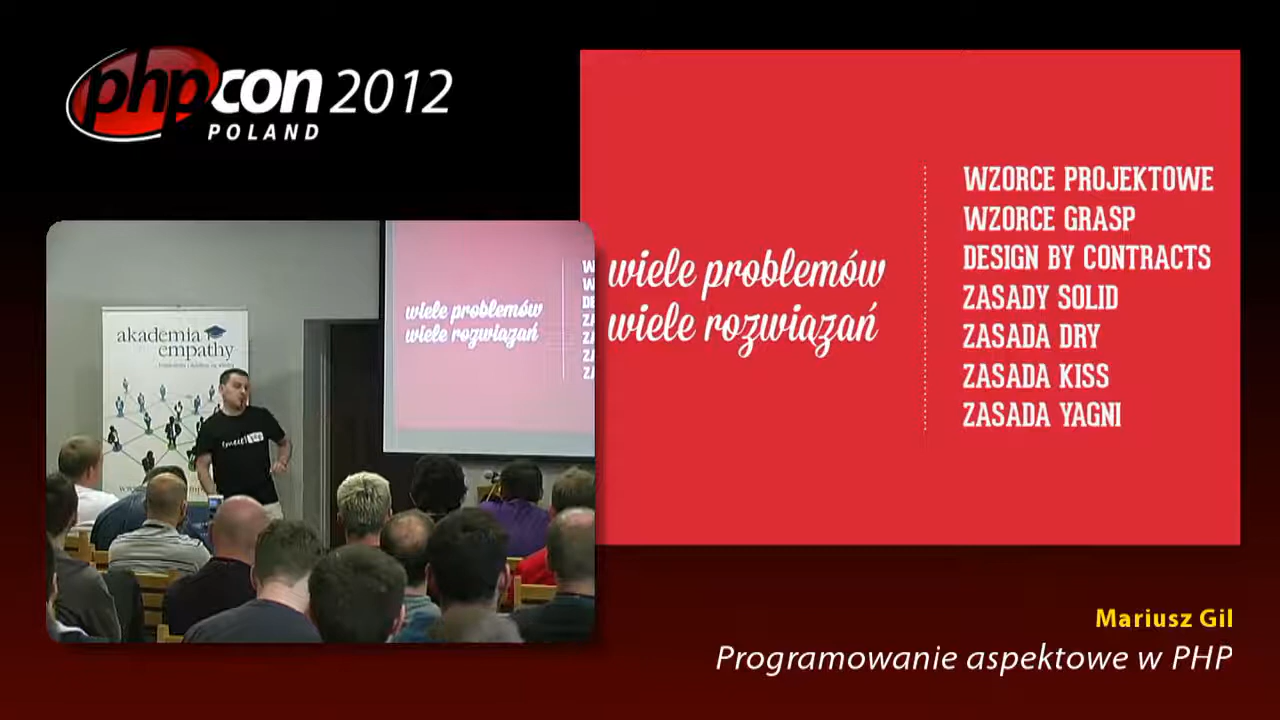 phpcon 2012
POLAND
wiele problemów
wiele rozwiązań
WZORCE PROJEKTOWE
WZORCE GRASP
DESIGN BY CONTRACTS
ZASADY SOLID
ZASADA DRY
ZASADA KISS
ZASADA YAGNI
akademia
empathy
wiele problemów
wiele rozwiązań
Mariusz Gil
Programowanie aspektowe w PHP